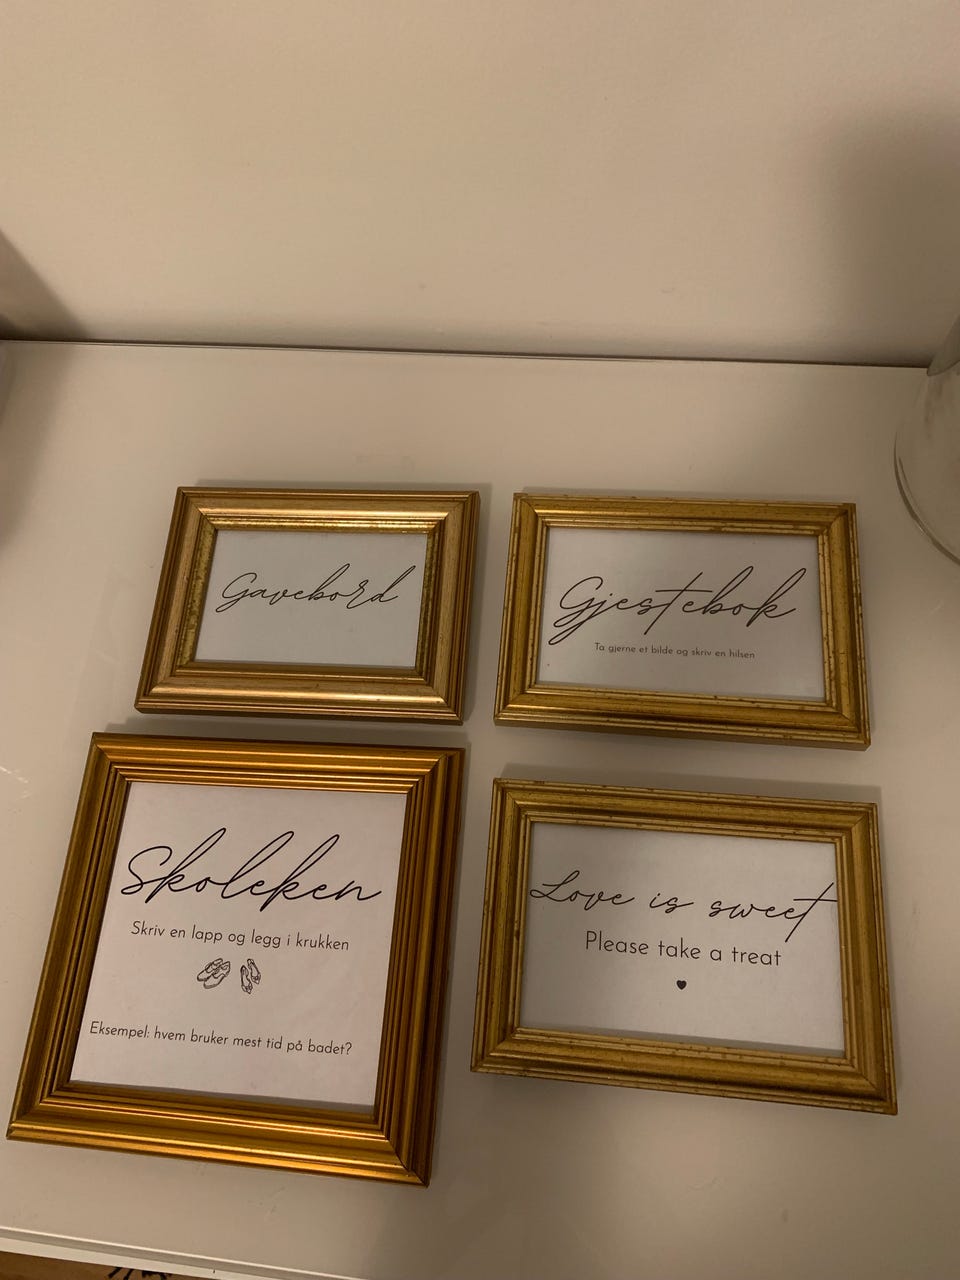 Gavebord
Gjestebok
Ta gjerne et bilde og skriv en hilsen
Skoleken
Skriv en lapp og legg i krukken
Eksempel: hvem bruker mest tid på badet?
Love is sweet
Please take a treat